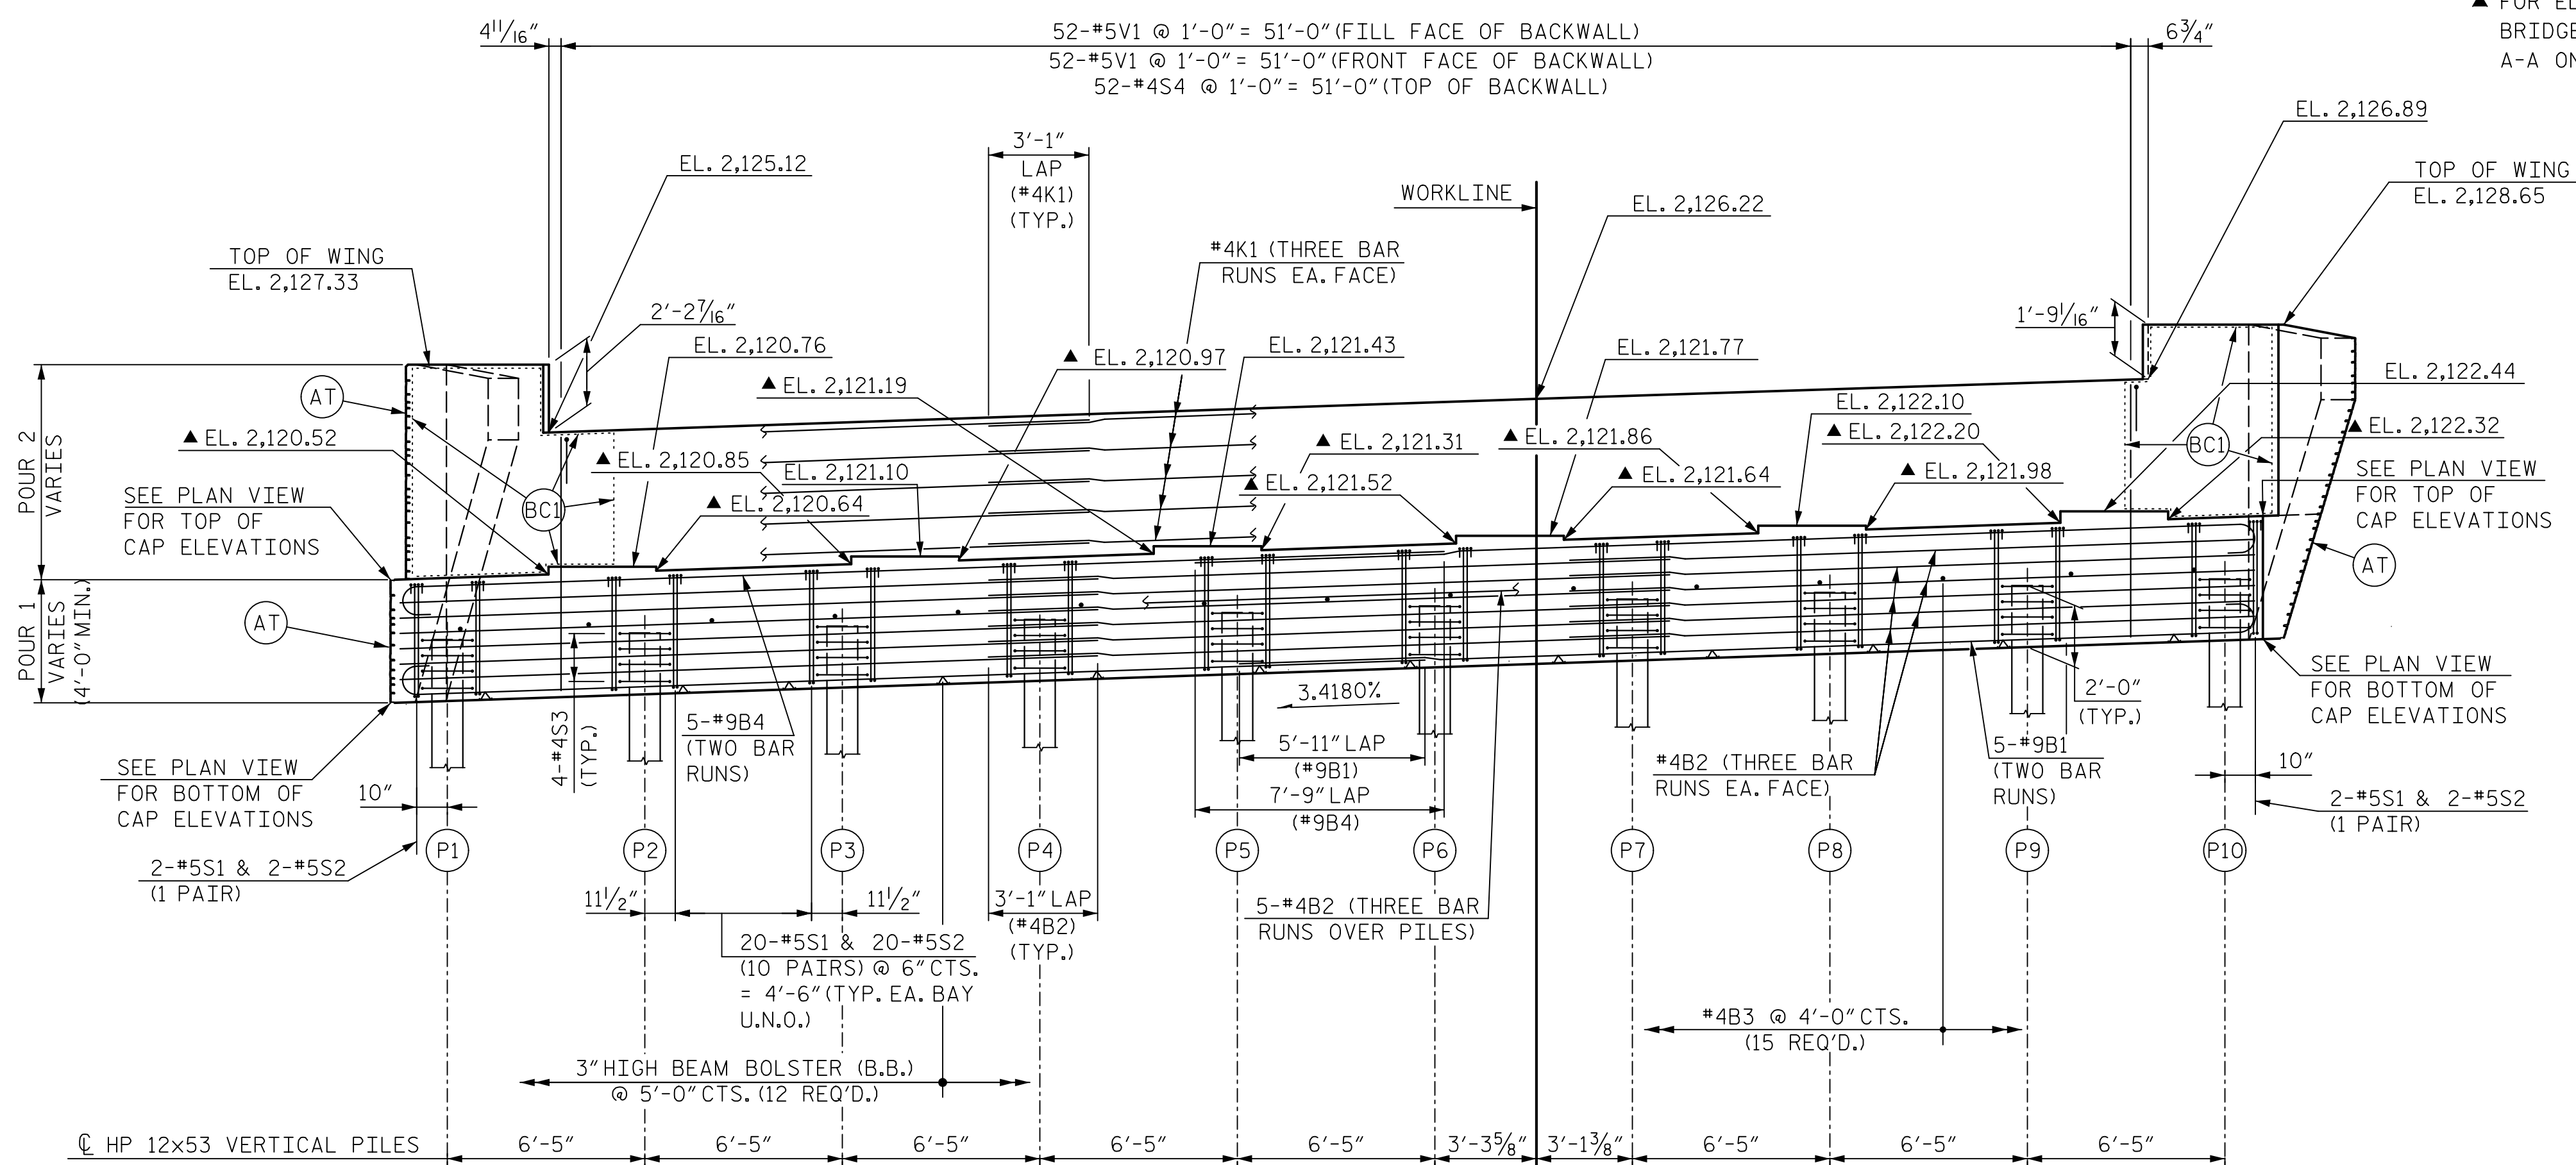 ▲ FOR EL
BRIDGE
A-A ON
4 11/16"
52-#5V1 @ 1'-0" = 51'-0" (FILL FACE OF BACKWALL)
52-#5V1 @ 1'-0" = 51'-0" (FRONT FACE OF BACKWALL)
52-#4S4 @ 1'-0" = 51'-0" (TOP OF BACKWALL)
6 3/4"
EL. 2,126.89
3'-1"
LAP
(#4K1)
(TYP.)
EL. 2,125.12
WORKLINE
EL. 2,126.22
TOP OF WING
EL. 2,128.65
TOP OF WING
EL. 2,127.33
#4K1 (THREE BAR
RUNS EA. FACE)
2'-2 7/16"
1'-9 1/16"
EL. 2,120.76
▲ EL. 2,120.97
EL. 2,121.43
EL. 2,121.77
▲ EL. 2,121.19
EL. 2,122.44
AT
EL. 2,122.10
▲ EL. 2,120.52
▲ EL. 2,121.31
▲ EL. 2,121.86
▲ EL. 2,122.20
▲ EL. 2,122.32
BC1
▲ EL. 2,120.85
EL. 2,121.10
▲ EL. 2,121.52
▲ EL. 2,121.64
▲ EL. 2,121.98
▲ EL. 2,120.64
BC1
POUR 2
VARIES
SEE PLAN VIEW
FOR TOP OF
CAP ELEVATIONS
SEE PLAN VIEW
FOR TOP OF
CAP ELEVATIONS
AT
AT
POUR 1
VARIES
(4'-0" MIN.)
SEE PLAN VIEW
FOR BOTTOM OF
CAP ELEVATIONS
SEE PLAN VIEW
FOR BOTTOM OF
CAP ELEVATIONS
3.4180%
2'-0"
(TYP.)
4-#4S3
(TYP.)
5-#9B4
(TWO BAR
RUNS)
5'-11" LAP
(#9B1)
7'-9" LAP
(#9B4)
#4B2 (THREE BAR
RUNS EA. FACE)
5-#9B1
(TWO BAR
RUNS)
10"
10"
2-#5S1 & 2-#5S2
(1 PAIR)
2-#5S1 & 2-#5S2
(1 PAIR)
P1
P2
P3
P4
P5
P6
P7
P8
P9
P10
11 1/2"
11 1/2"
3'-1" LAP
(#4B2)
(TYP.)
5-#4B2 (THREE BAR
RUNS OVER PILES)
20-#5S1 & 20-#5S2
(10 PAIRS) @ 6" CTS.
= 4'-6" (TYP. EA. BAY
U.N.O.)
#4B3 @ 4'-0" CTS.
(15 REQ'D.)
3" HIGH BEAM BOLSTER (B.B.)
@ 5'-0" CTS. (12 REQ'D.)
℄ HP 12x53 VERTICAL PILES
6'-5"
6'-5"
6'-5"
6'-5"
6'-5"
3'-3 5/8"
3'-1 3/8"
6'-5"
6'-5"
6'-5"